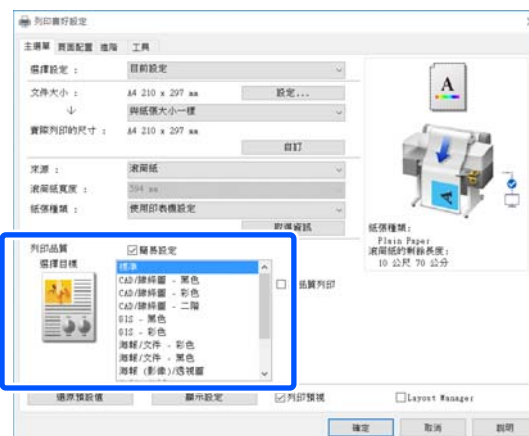 列印喜好設定
主選單 頁面配置 進階 工具
選擇設定 : 目前設定
文件大小 : A4 210 x 297 mm 設定...
與紙張大小一樣
實際列印的尺寸 : A4 210 x 297 mm
自訂
來源 : 滾筒紙
滾筒紙寬度 : 594 mm
紙張種類 : 使用印表機設定
取得資訊
紙張種類:
Plain Paper
滾筒紙的剩餘長度:
10 公尺 70 公分
列印品質 簡易設定
選擇目標
標準
CAD/線條圖 - 黑色
CAD/線條圖 - 彩色
CAD/線條圖 - 二階
GIS - 黑色
GIS - 彩色
海報/文件 - 彩色
海報/文件 - 黑色
海報 (影像)/透視圖
品質列印
還原預設值 顯示設定 列印預視 Layout Manager
確定 取消 說明